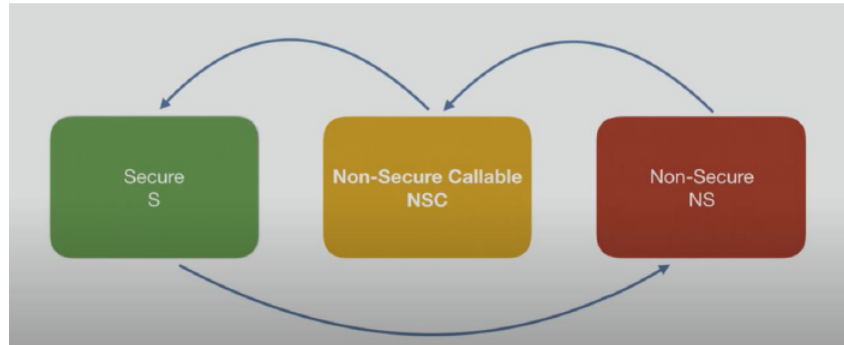 Secure
S
Non-Secure Callable
NSC
Non-Secure
NS